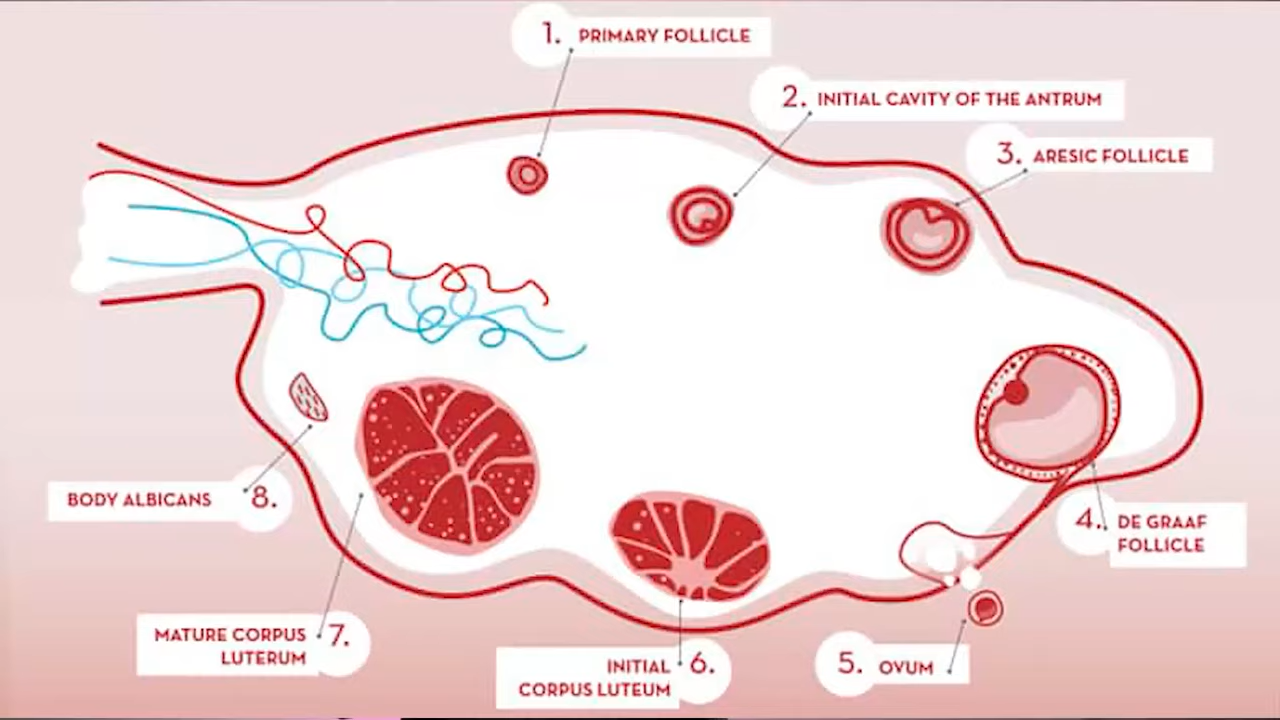 1. PRIMARY FOLLICLE
2. INITIAL CAVITY OF THE ANTRUM
3. ARESIC FOLLICLE
4. DE GRAAF
FOLLICLE
5. OVUM
6. INITIAL
CORPUS LUTEUM
7. MATURE CORPUS
LUTERUM
8. BODY ALBICANS